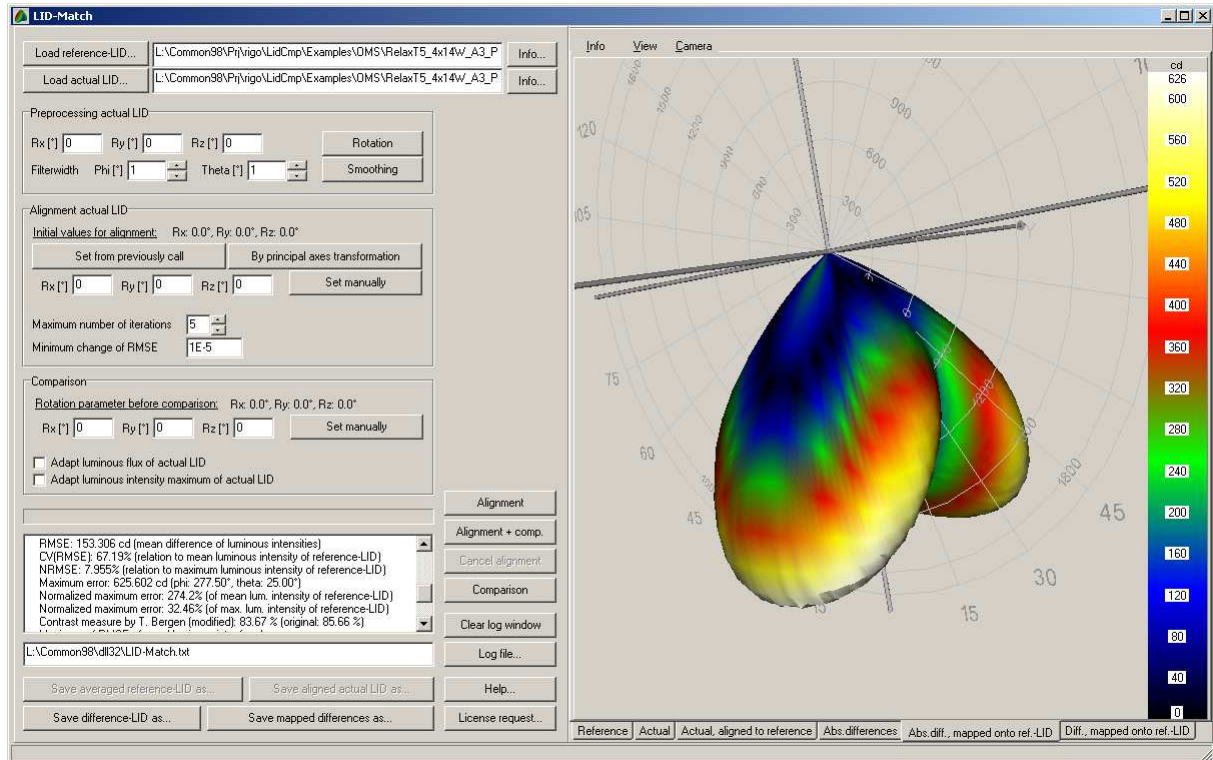 LID-Match
Load reference-LID... L:\Common98\Prj\rigo\LidCmp\Examples\OMS\RelaxT5_4x14W_A3_P Info...
Load actual LID... L:\Common98\Prj\rigo\LidCmp\Examples\OMS\RelaxT5_4x14W_A3_P Info...
Preprocessing actual LID
Rx [°] 0 Ry [°] 0 Rz [°] 0 Rotation
Filterwidth Phi [°] 1 Theta [°] 1 Smoothing
Alignment actual LID
Initial values for alignment: Rx: 0.0°, Ry: 0.0°, Rz: 0.0°
Set from previously call By principal axes transformation
Rx [°] 0 Ry [°] 0 Rz [°] 0 Set manually
Maximum number of iterations 5
Minimum change of RMSE 1E-5
Comparison
Rotation parameter before comparison: Rx: 0.0°, Ry: 0.0°, Rz: 0.0°
Rx [°] 0 Ry [°] 0 Rz [°] 0 Set manually
Adapt luminous flux of actual LID
Adapt luminous intensity maximum of actual LID
RMSE: 153.306 cd (mean difference of luminous intensities)
CV(RMSE): 67.19% (relation to mean luminous intensity of reference-LID)
NRMSE: 7.955% (relation to maximum luminous intensity of reference-LID)
Maximum error: 625.602 cd (phi: 277.50°, theta: 25.00°)
Normalized maximum error: 274.2% (of mean lum. intensity of reference-LID)
Normalized maximum error: 32.46% (of max. lum. intensity of reference-LID)
Contrast measure by T. Bergen (modified): 83.67 % (original: 85.66 %)
L:\Common98\dll32\LID-Match.txt
Alignment
Alignment + comp.
Cancel alignment
Comparison
Clear log window
Log file...
Save averaged reference-LID as... Save aligned actual LID as... Help...
Save difference-LID as... Save mapped differences as... License request...
Info View Camera
1800
1500
1200
900
600
300
900
600
300
120
105
75
60
45
15
30
45
1800
Y
cd
626
600
560
520
480
440
400
360
320
280
240
200
160
120
80
40
0
Reference Actual Actual, aligned to reference Abs.differences Abs.diff., mapped onto ref.-LID Diff., mapped onto ref.-LID